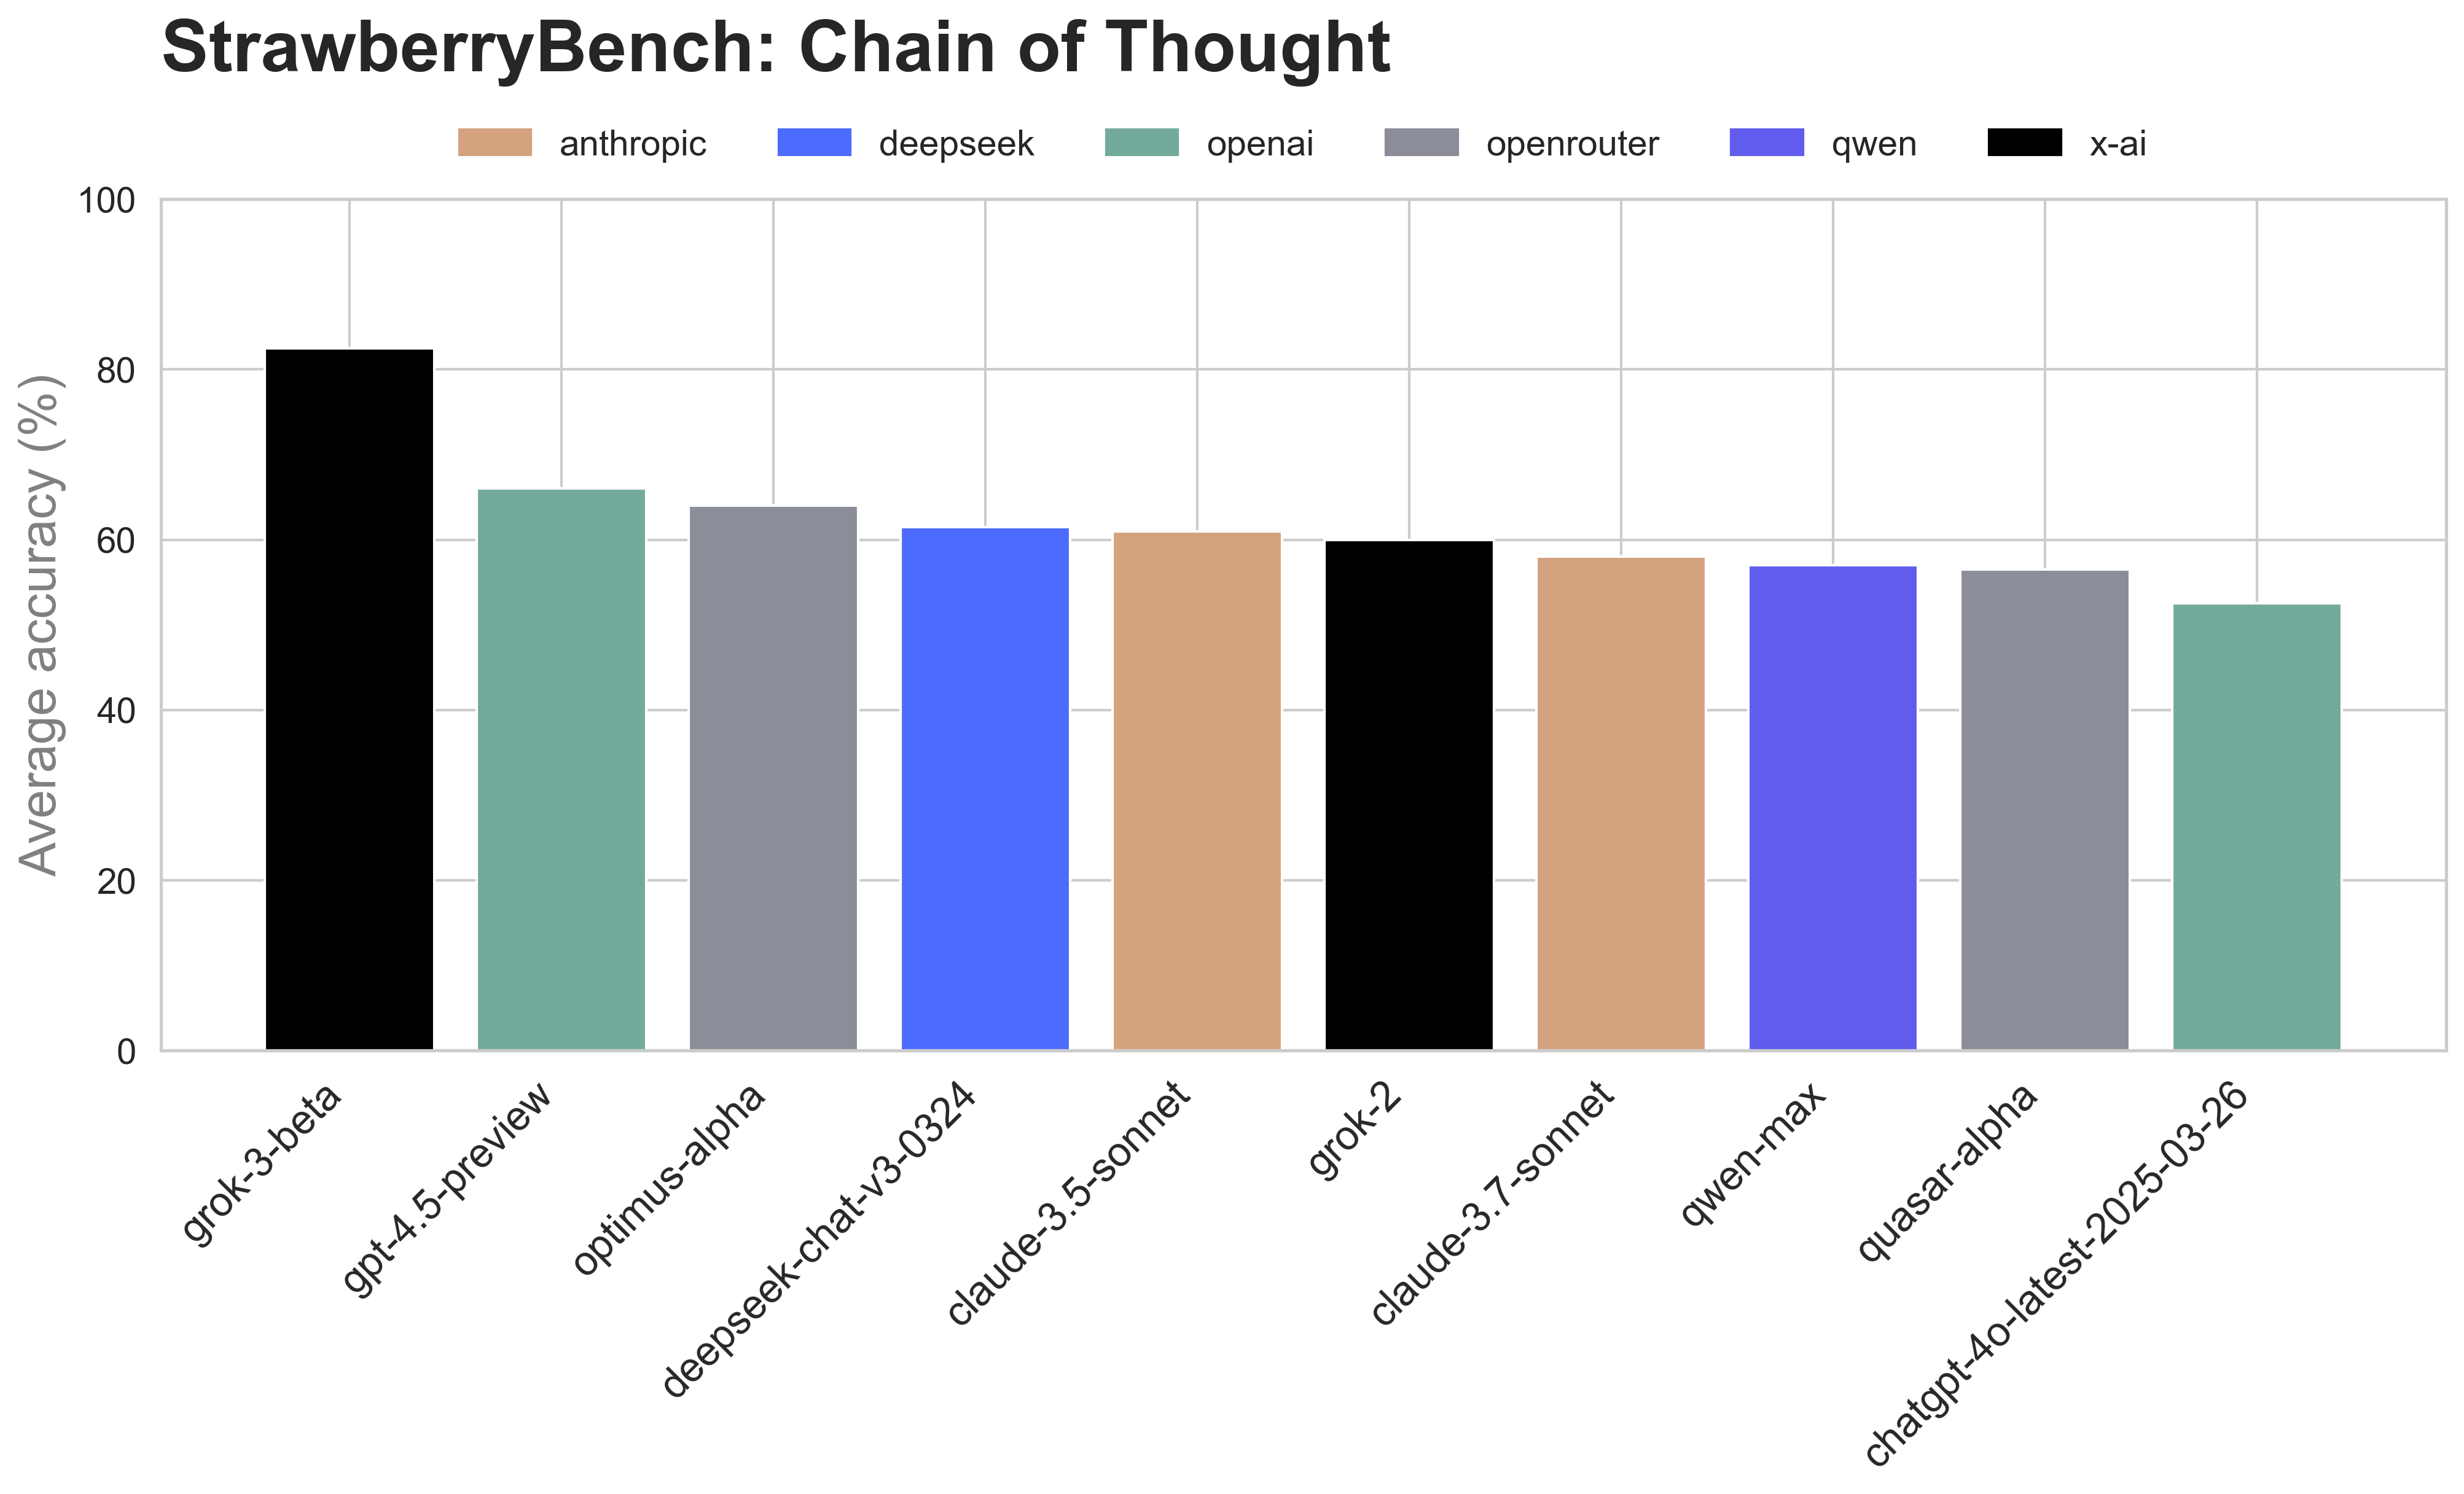 StrawberryBench: Chain of Thought
anthropic deepseek openai openrouter qwen x-ai
Average accuracy (%)
100
80
60
40
20
0
grok-3-beta
gpt-4.5-preview
optimus-alpha
deepseek-chat-v3-0324
claude-3.5-sonnet
grok-2
claude-3.7-sonnet
qwen-max
quasar-alpha
chatgpt-4o-latest-2025-03-26